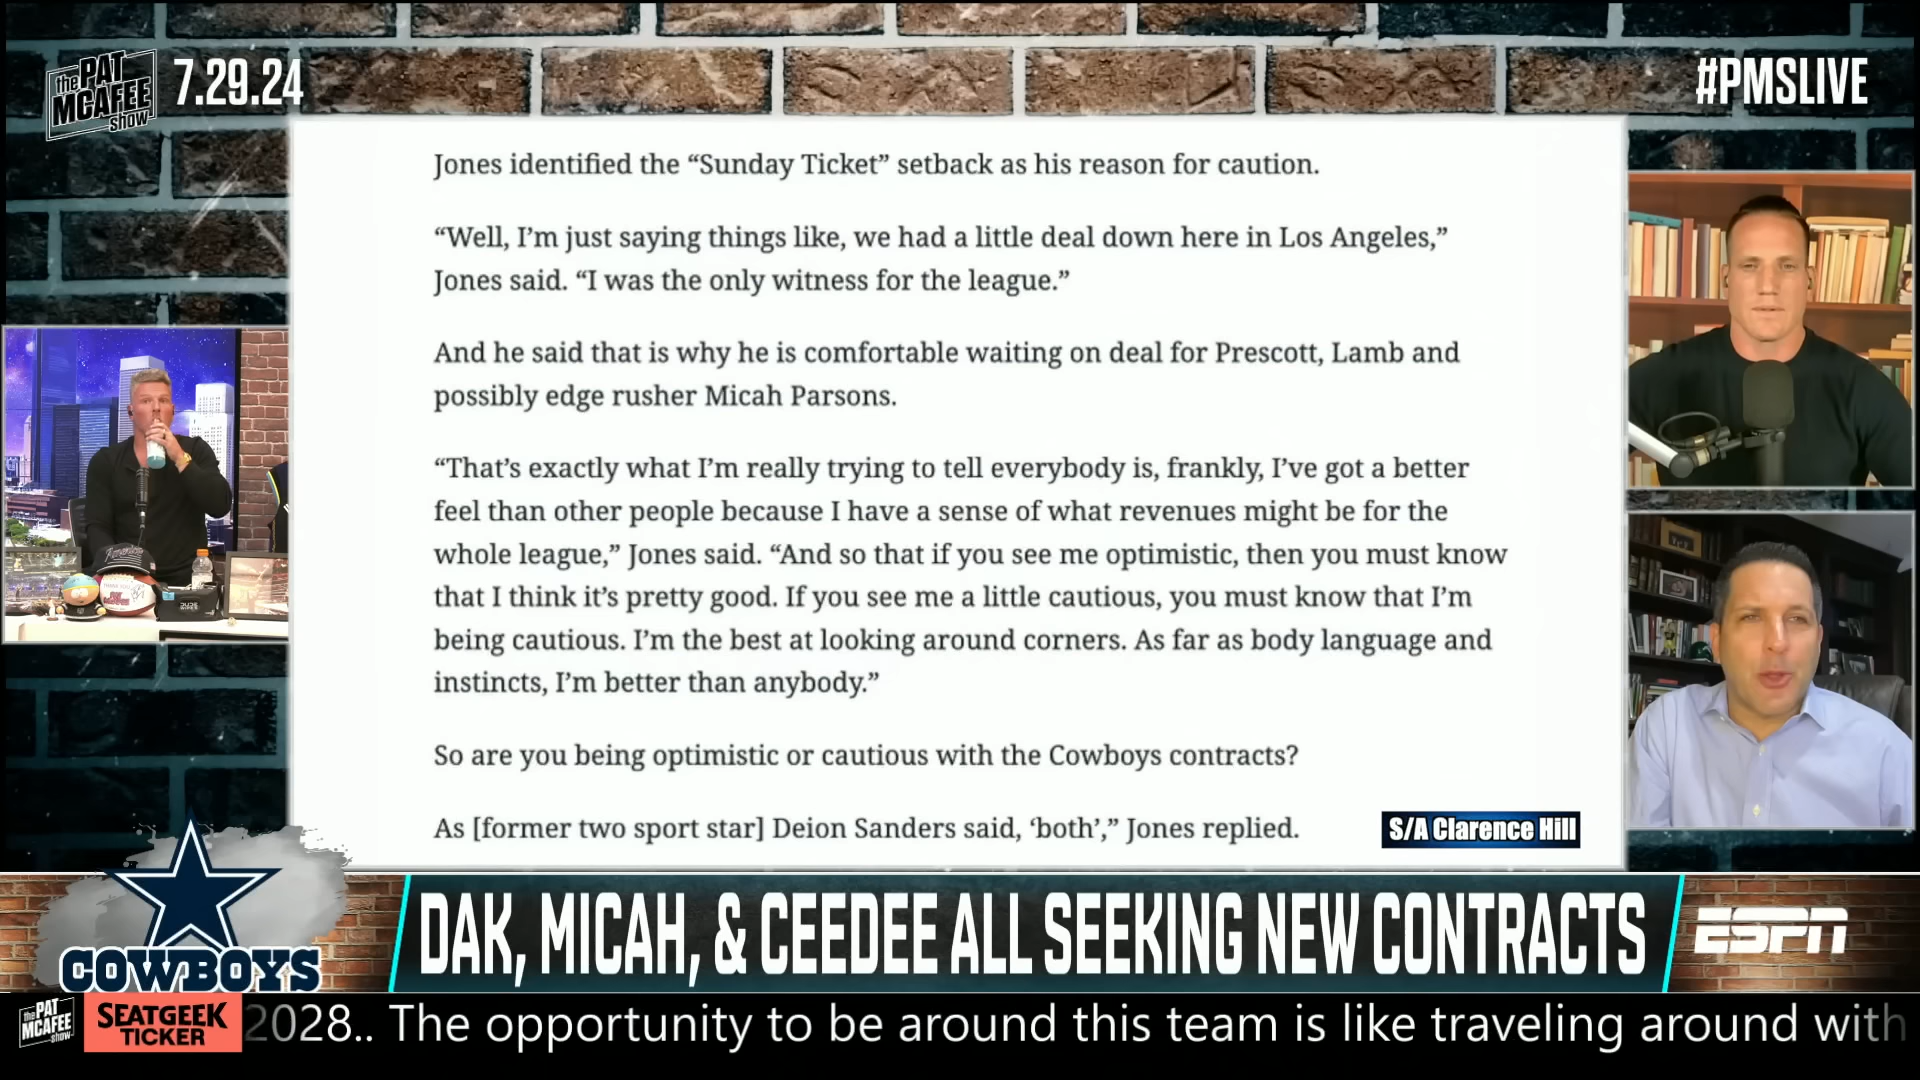 the PAT MCAFEE show
7.29.24
#PMSLIVE
Jones identified the “Sunday Ticket” setback as his reason for caution.
“Well, I’m just saying things like, we had a little deal down here in Los Angeles,”
Jones said. “I was the only witness for the league.”
And he said that is why he is comfortable waiting on deal for Prescott, Lamb and
possibly edge rusher Micah Parsons.
“That’s exactly what I’m really trying to tell everybody is, frankly, I’ve got a better
feel than other people because I have a sense of what revenues might be for the
whole league,” Jones said. “And so that if you see me optimistic, then you must know
that I think it’s pretty good. If you see me a little cautious, you must know that I’m
being cautious. I’m the best at looking around corners. As far as body language and
instincts, I’m better than anybody.”
So are you being optimistic or cautious with the Cowboys contracts?
As [former two sport star] Deion Sanders said, ‘both’,” Jones replied.
S/A Clarence Hill
COWBOYS
DAK, MICAH, & CEEDEE ALL SEEKING NEW CONTRACTS
ESPN
the PAT MCAFEE show
SEATGEEK
TICKER
2028.. The opportunity to be around this team is like traveling around with